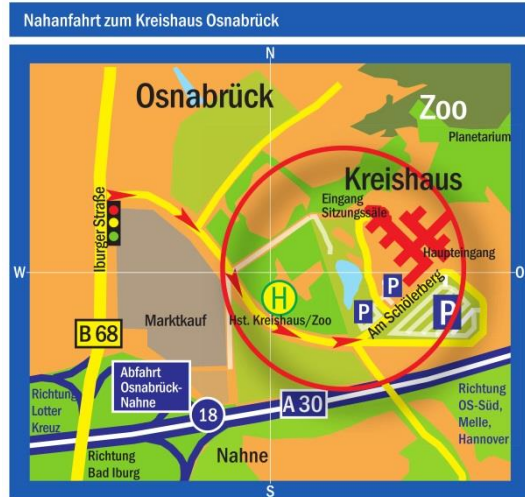 Nahanfahrt zum Kreishaus Osnabrück
N
Osnabrück
Zoo
Planetarium
Kreishaus
Eingang
Sitzungssäle
Haupteingang
Iburger Straße
W
O
H
Hst. Kreishaus/Zoo
P
P
P
Am Schölerberg
Marktkauf
B 68
Abfahrt
Osnabrück-
Nahne
18
A 30
Richtung
Lotter
Kreuz
Richtung
OS-Süd,
Melle,
Hannover
Richtung
Bad Iburg
Nahne
S